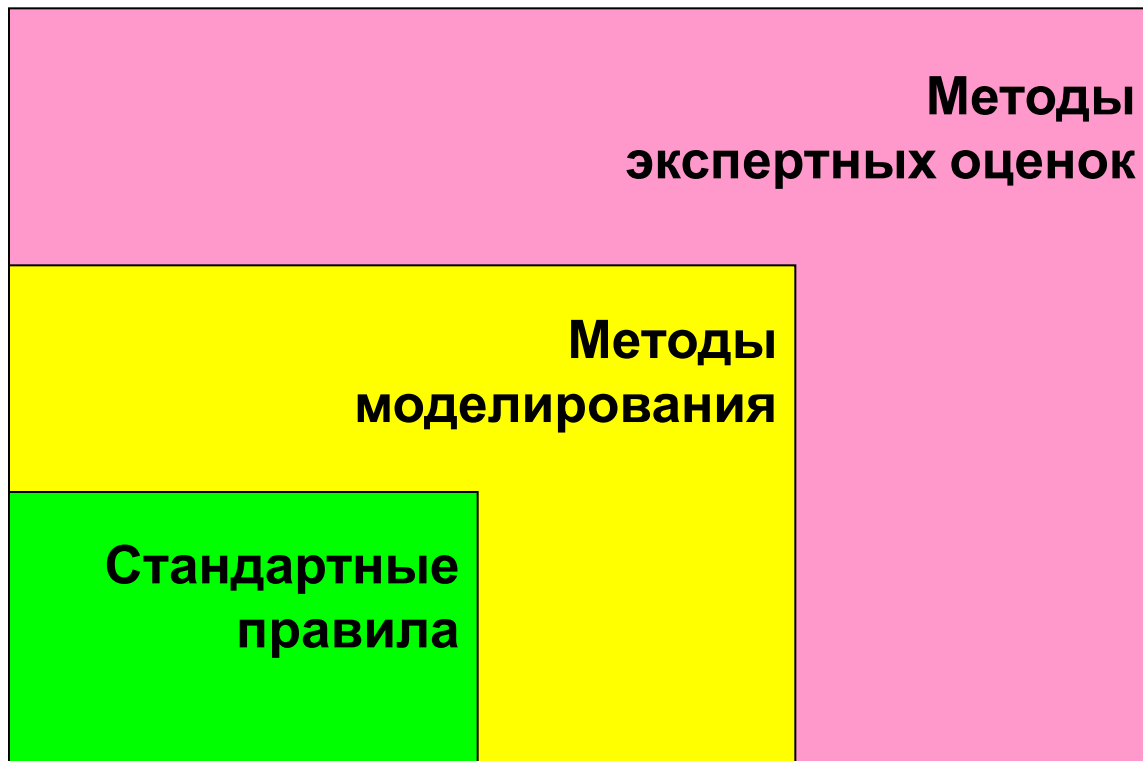 Методы
экспертных оценок
Методы
моделирования
Стандартные
правила